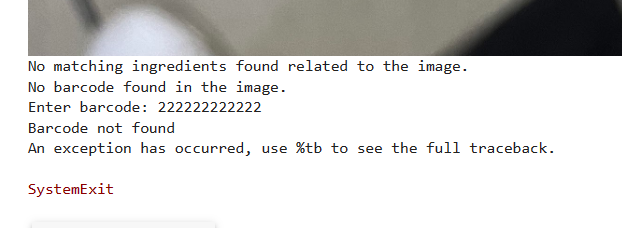 No matching ingredients found related to the image.
No barcode found in the image.
Enter barcode: 222222222222
Barcode not found
An exception has occurred, use %tb to see the full traceback.
SystemExit